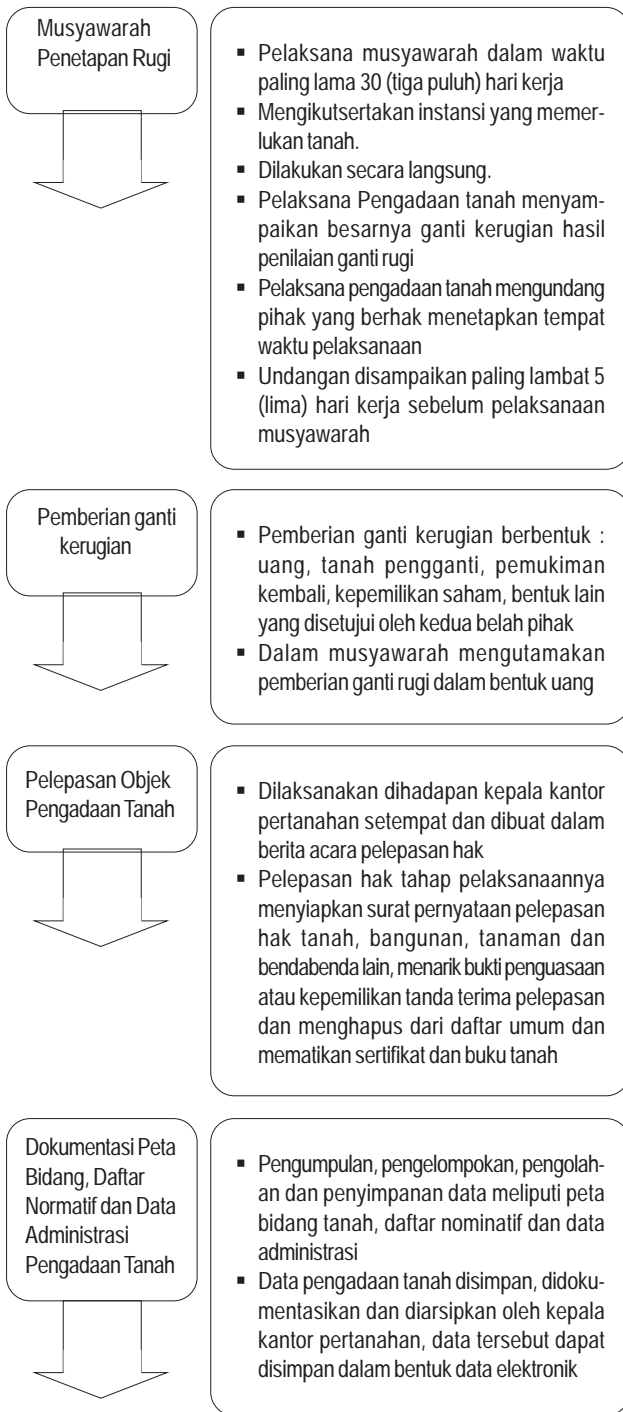 Musyawarah
Penetapan Rugi
▪ Pelaksana musyawarah dalam waktu
paling lama 30 (tiga puluh) hari kerja
▪ Mengikutsertakan instansi yang memer-
lukan tanah.
▪ Dilakukan secara langsung.
▪ Pelaksana Pengadaan tanah menyam-
paikan besarnya ganti kerugian hasil
penilaian ganti rugi
▪ Pelaksana pengadaan tanah mengundang
pihak yang berhak menetapkan tempat
waktu pelaksanaan
▪ Undangan disampaikan paling lambat 5
(lima) hari kerja sebelum pelaksanaan
musyawarah
Pemberian ganti
kerugian
▪ Pemberian ganti kerugian berbentuk :
uang, tanah pengganti, pemukiman
kembali, kepemilikan saham, bentuk lain
yang disetujui oleh kedua belah pihak
▪ Dalam musyawarah mengutamakan
pemberian ganti rugi dalam bentuk uang
Pelepasan Objek
Pengadaan Tanah
▪ Dilaksanakan dihadapan kepala kantor
pertanahan setempat dan dibuat dalam
berita acara pelepasan hak
▪ Pelepasan hak tahap pelaksanaannya
menyiapkan surat pernyataan pelepasan
hak tanah, bangunan, tanaman dan
bendabenda lain, menarik bukti penguasaan
atau kepemilikan tanda terima pelepasan
dan menghapus dari daftar umum dan
mematikan sertifikat dan buku tanah
Dokumentasi Peta
Bidang, Daftar
Normatif dan Data
Administrasi
Pengadaan Tanah
▪ Pengumpulan, pengelompokan, pengolah-
an dan penyimpanan data meliputi peta
bidang tanah, daftar nominatif dan data
administrasi
▪ Data pengadaan tanah disimpan, didoku-
mentasikan dan diarsipkan oleh kepala
kantor pertanahan, data tersebut dapat
disimpan dalam bentuk data elektronik